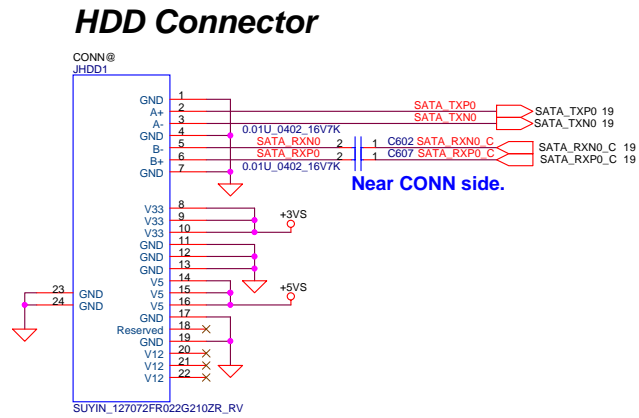 HDD Connector
CONN@
JHDD1
GND 1
A+ 2 SATA_TXP0 SATA_TXP0 19
A- 3 SATA_TXN0 SATA_TXN0 19
GND 4 0.01U_0402_16V7K
B- 5 SATA_RXN0 2 1 C602 SATA_RXN0_C SATA_RXN0_C 19
B+ 6 SATA_RXP0 2 1 C607 SATA_RXP0_C SATA_RXP0_C 19
GND 7 0.01U_0402_16V7K
Near CONN side.
V33 8
V33 9 +3VS
V33 10
GND 11
GND 12
GND 13
V5 14
23 GND V5 15 +5VS
24 GND V5 16
GND 17
Reserved 18
GND 19
V12 20
V12 21
V12 22
SUYIN_127072FR022G210ZR_RV